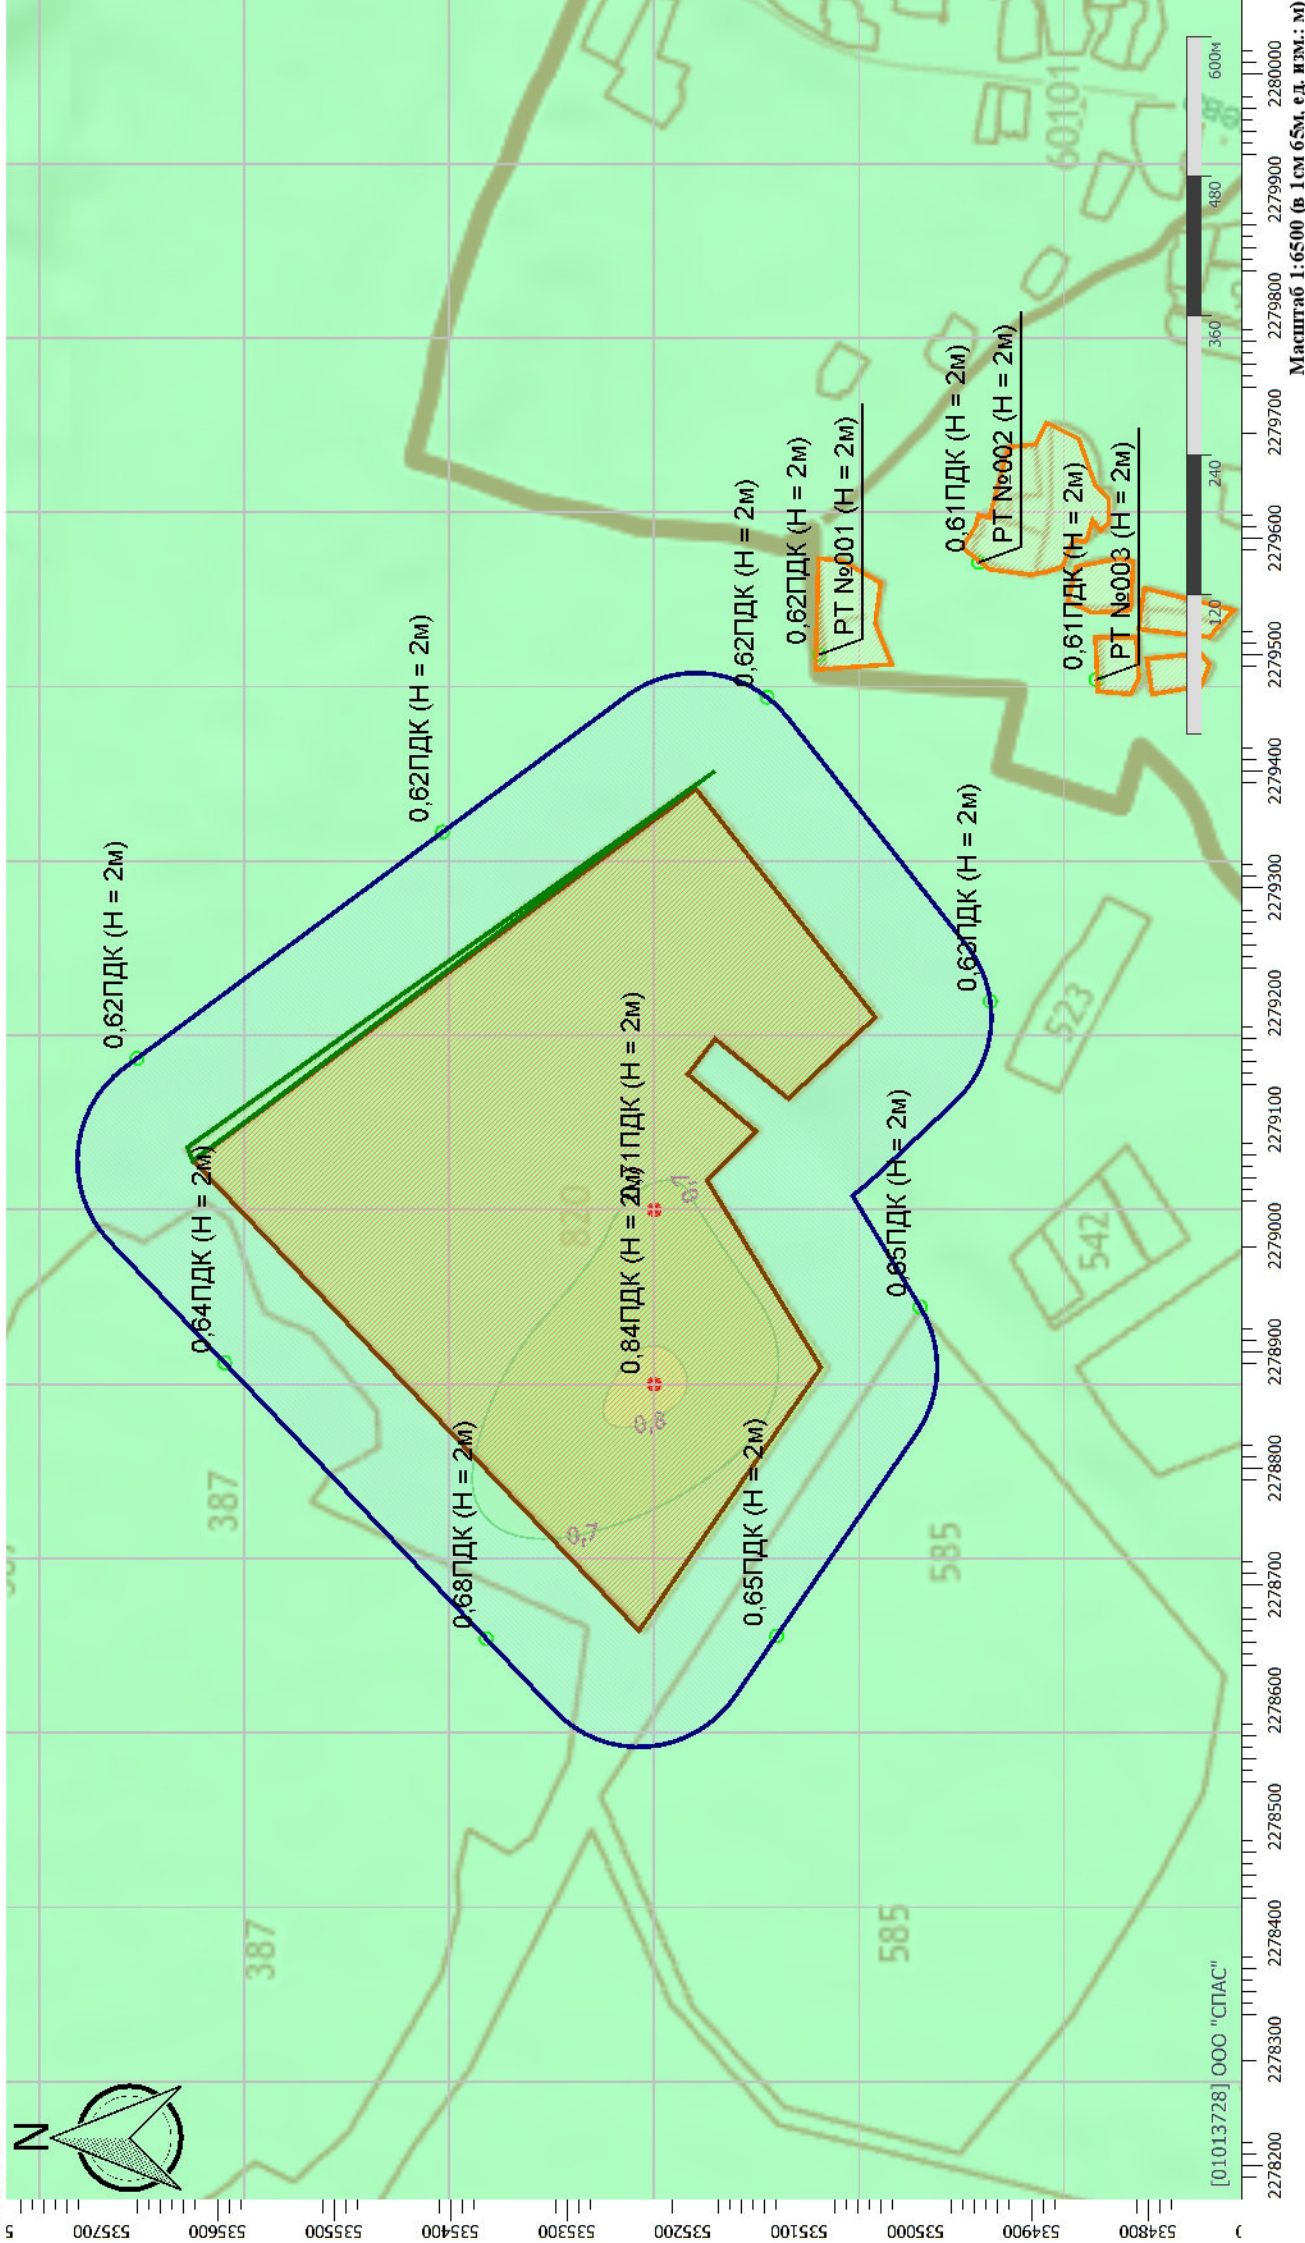 N
0,62ПДК (H = 2м)
0,62ПДК (H = 2м)
0,64ПДК (H = 2м)
387
0,68ПДК (H = 2м)
0,7
820
0,84ПДК (H = 2м)
0,71ПДК (H = 2м)
0,7
0,8
0,62ПДК (H = 2м)
0,62ПДК (H = 2м)
РТ №001 (H = 2м)
0,65ПДК (H = 2м)
0,65ПДК (H = 2м)
0,63ПДК (H = 2м)
0,61ПДК (H = 2м)
РТ №002 (H = 2м)
0,61ПДК (H = 2м)
РТ №003 (H = 2м)
387
585
585
523
542
60101
[01013728] ООО "СПАС"
120
240
360
480
600м
535700
535600
535500
535400
535300
535200
535100
535000
534900
534800
2278200
2278300
2278400
2278500
2278600
2278700
2278800
2278900
2279000
2279100
2279200
2279300
2279400
2279500
2279600
2279700
2279800
2279900
2280000
Масштаб 1:6500 (в 1см 65м, ед. изм.: м)